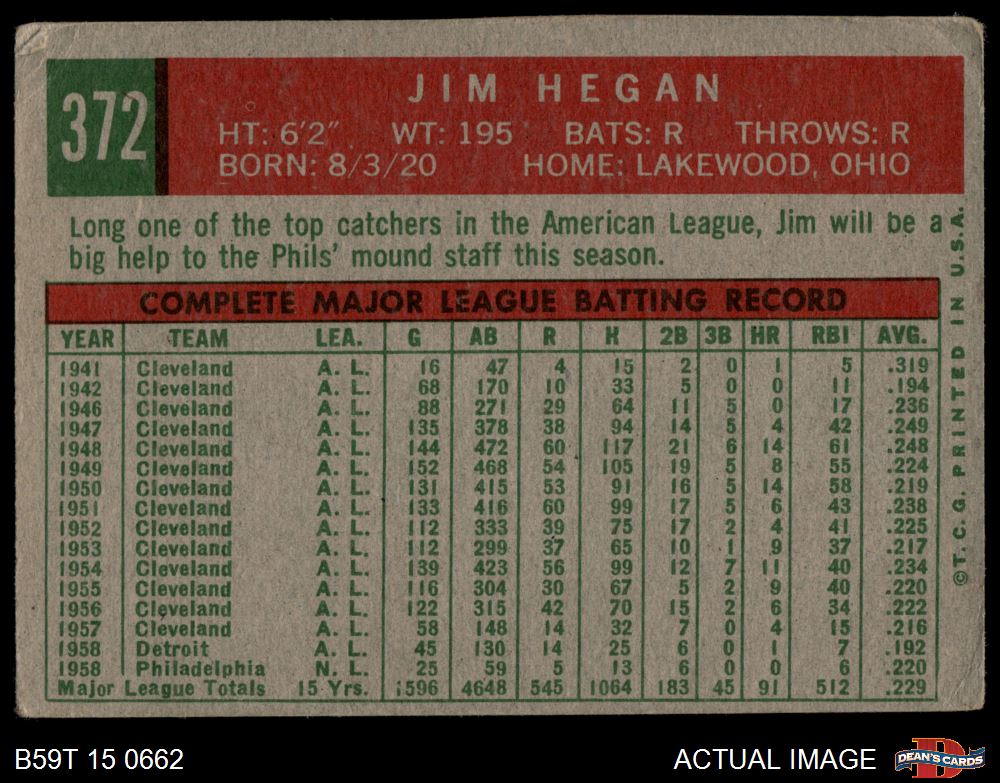 372
JIM HEGAN
HT: 6'2" WT: 195 BATS: R THROWS: R
BORN: 8/3/20 HOME: LAKEWOOD, OHIO
Long one of the top catchers in the American League, Jim will be a
big help to the Phils' mound staff this season.
COMPLETE MAJOR LEAGUE BATTING RECORD
YEAR TEAM LEA. G AB R H 2B 3B HR RBI AVG.
1941 Cleveland A. L. 16 47 4 15 2 0 1 5 .319
1942 Cleveland A. L. 68 170 10 33 5 0 0 11 .194
1946 Cleveland A. L. 88 271 29 64 11 5 0 17 .236
1947 Cleveland A. L. 135 378 38 94 14 5 4 42 .249
1948 Cleveland A. L. 144 472 60 117 21 6 14 61 .248
1949 Cleveland A. L. 152 468 54 105 19 5 8 55 .224
1950 Cleveland A. L. 131 415 53 91 16 5 14 58 .219
1951 Cleveland A. L. 133 416 60 99 17 5 6 43 .238
1952 Cleveland A. L. 112 333 39 75 17 2 4 41 .225
1953 Cleveland A. L. 112 299 37 65 10 1 9 37 .217
1954 Cleveland A. L. 139 423 56 99 12 7 11 40 .234
1955 Cleveland A. L. 116 304 30 67 5 2 9 40 .220
1956 Cleveland A. L. 122 315 42 70 15 2 6 34 .222
1957 Cleveland A. L. 58 148 14 32 7 0 4 15 .216
1958 Detroit A. L. 45 130 14 25 6 0 1 7 .192
1958 Philadelphia N. L. 25 59 5 13 6 0 0 6 .220
Major League Totals 15 Yrs. 1596 4648 545 1064 183 45 91 512 .229
©T. C. G. PRINTED IN U.S.A.
B59T 15 0662
ACTUAL IMAGE
DEAN'S CARDS